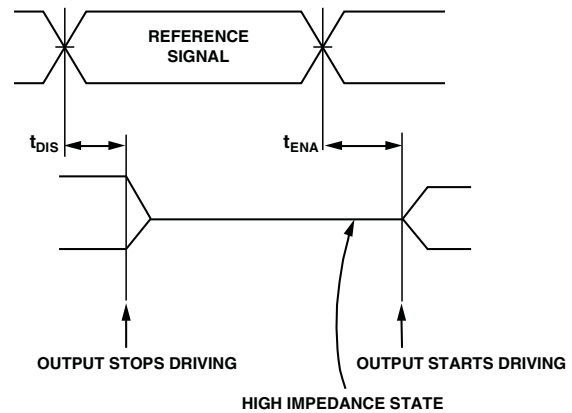 REFERENCE
SIGNAL
tDIS
tENA
OUTPUT STOPS DRIVING
OUTPUT STARTS DRIVING
HIGH IMPEDANCE STATE